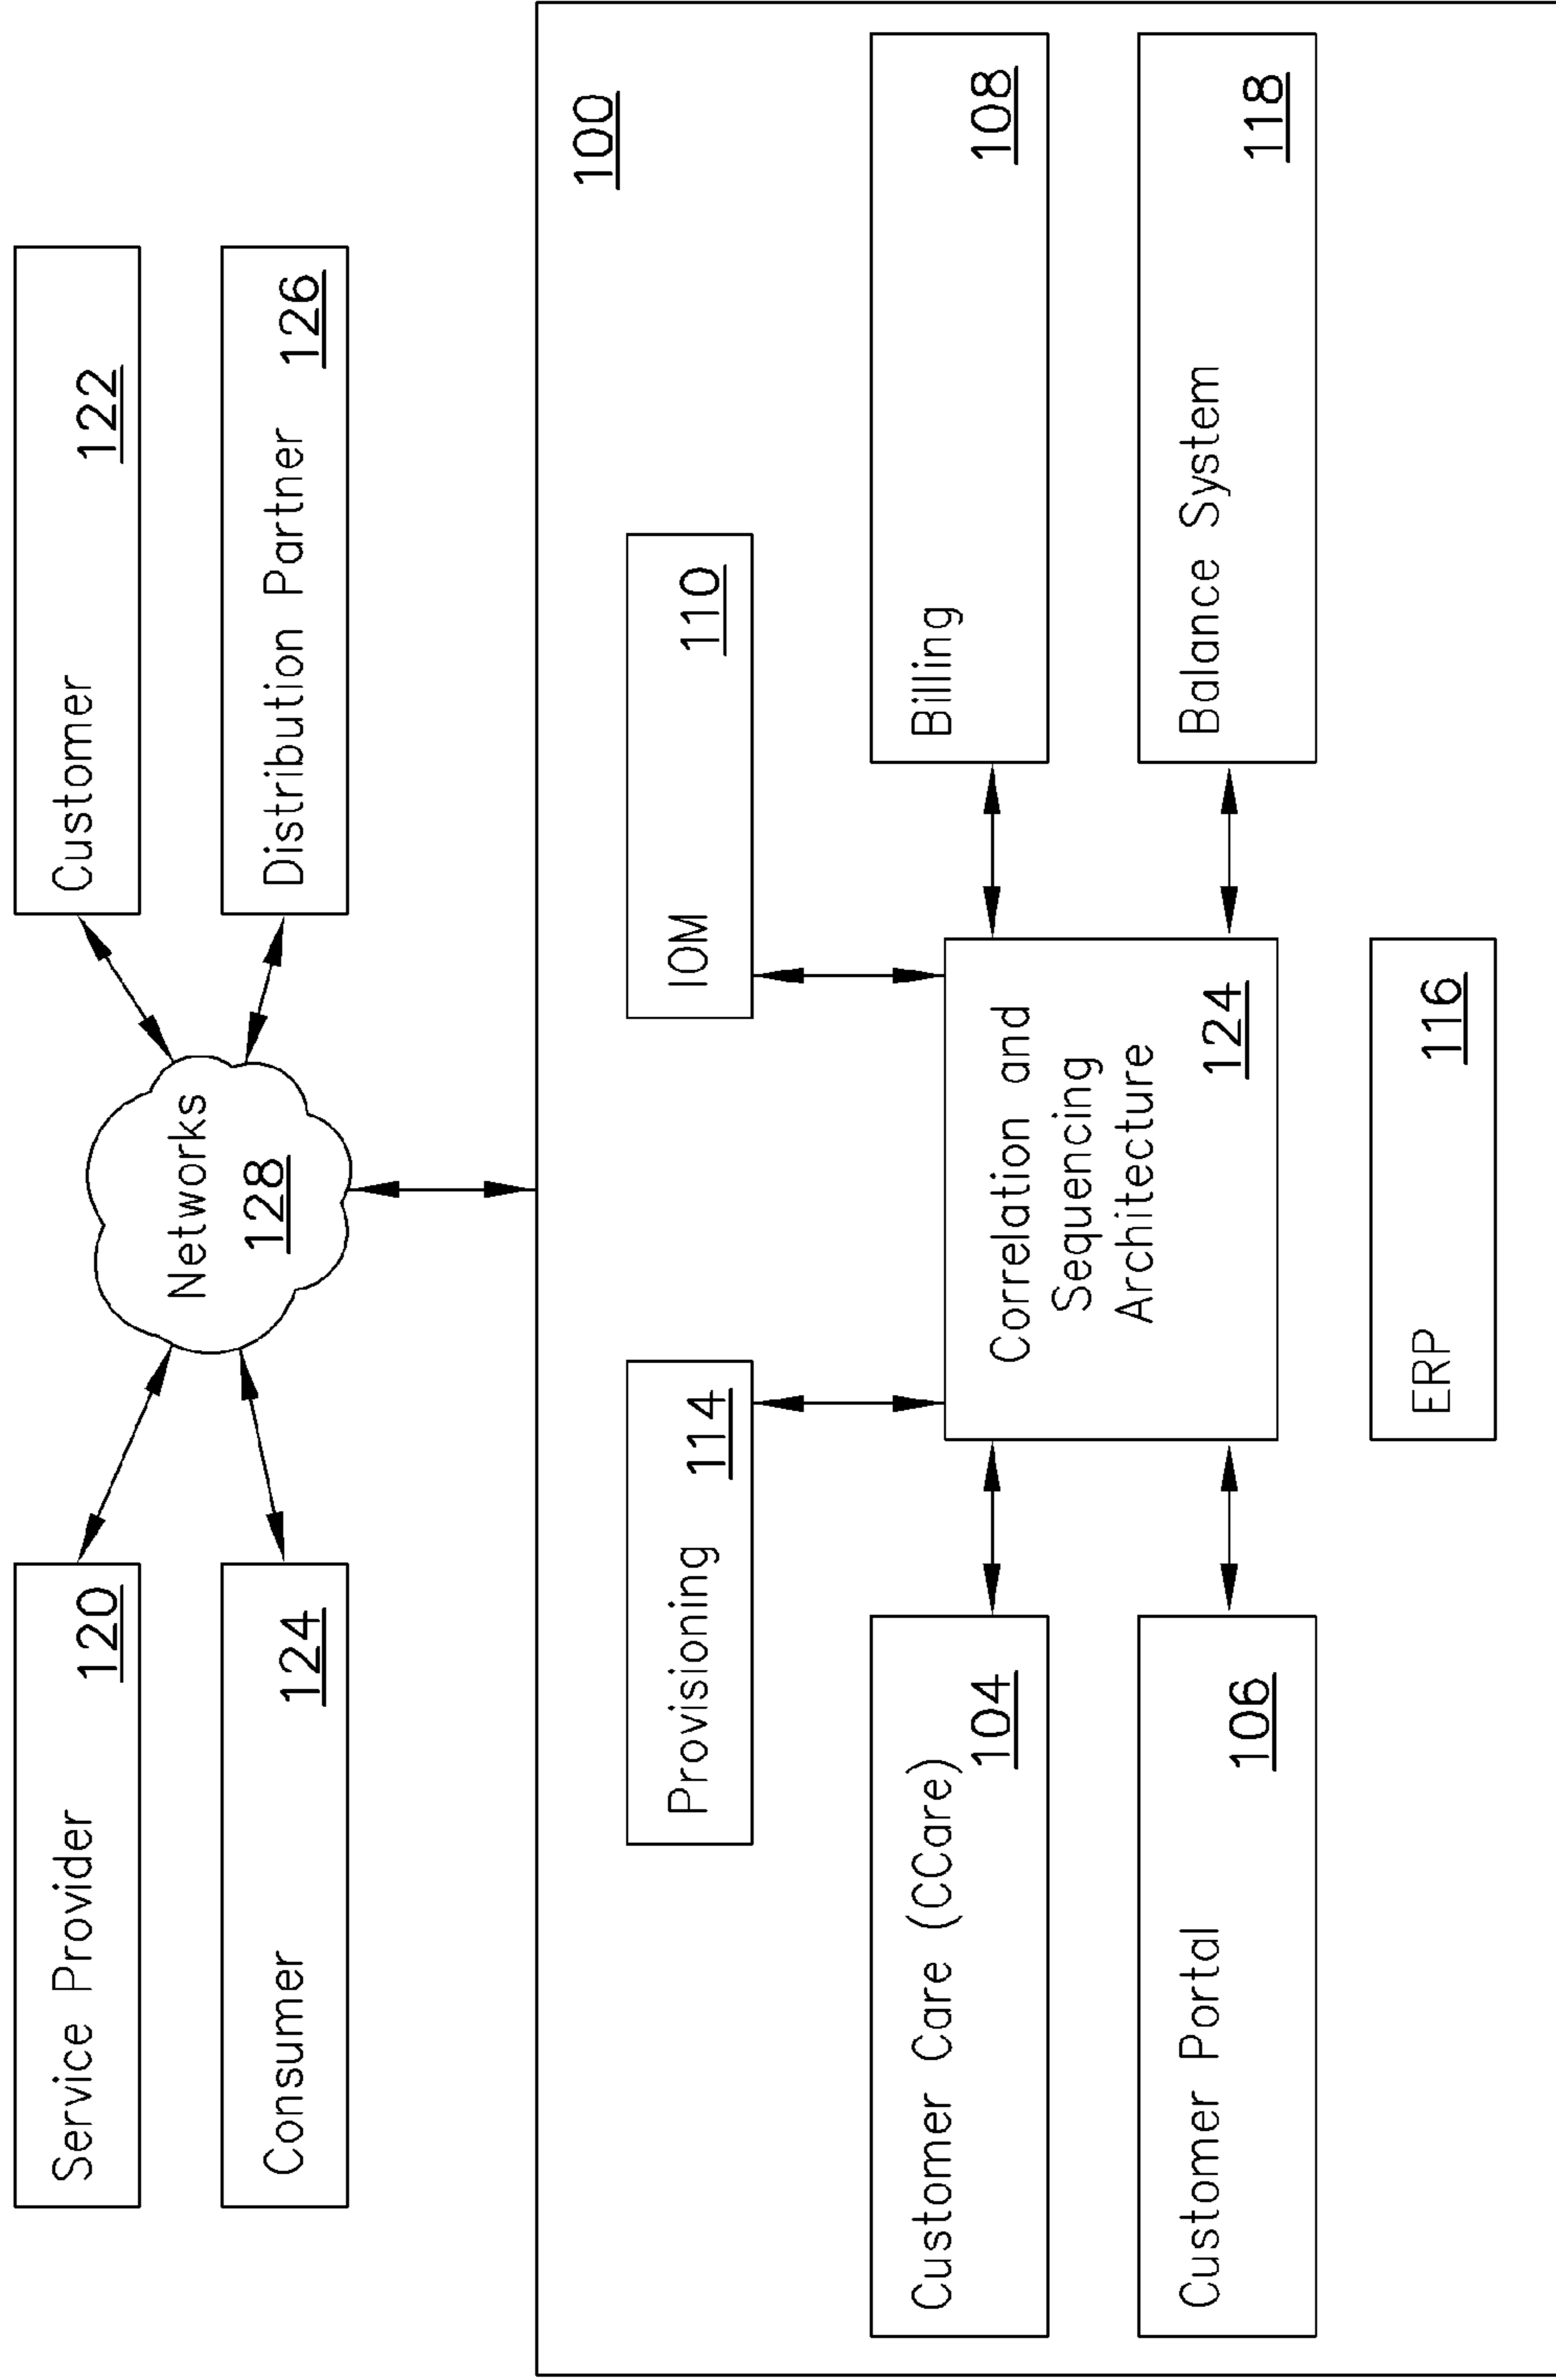 Service Provider
120
Customer
122
Consumer
124
Distribution Partner
126
Networks
128
100
Provisioning
114
IOM
110
Customer Care (CCare)
104
Billing
108
Correlation and
Sequencing
Architecture
124
Customer Portal
106
Balance System
118
ERP
116